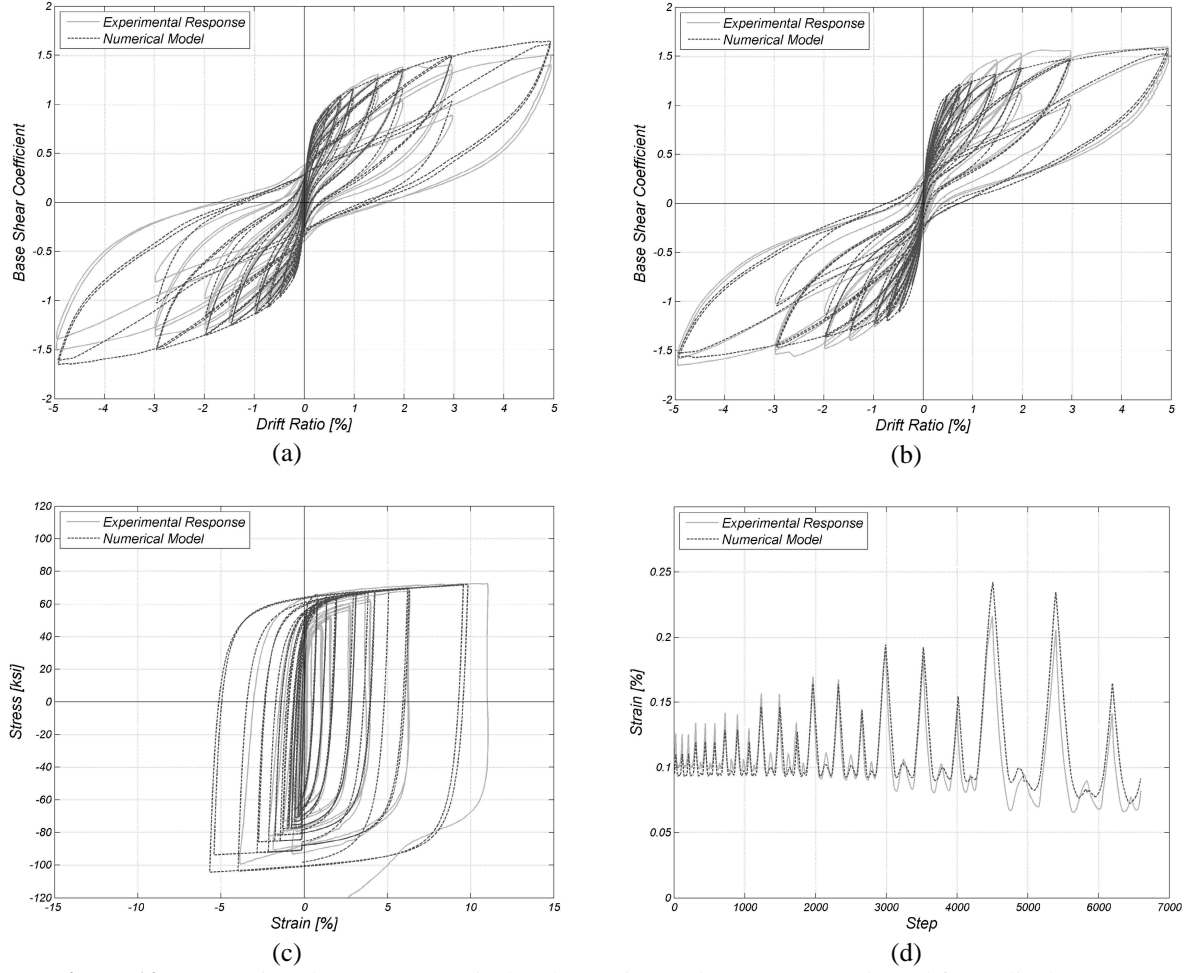 Experimental Response
Numerical Model
2
1.5
1
0.5
0
-0.5
-1
-1.5
-2
Base Shear Coefficient
-5 -4 -3 -2 -1 0 1 2 3 4 5
Drift Ratio [%]
(a)
Experimental Response
Numerical Model
2
1.5
1
0.5
0
-0.5
-1
-1.5
2
Base Shear Coefficient
-5 -4 -3 -2 -1 0 1 2 3 4 5
Drift Ratio [%]
(b)
Experimental Response
Numerical Model
120
100
80
60
40
20
0
-20
-40
-60
-80
-100
-120
Stress [ksi]
-15 -10 -5 0 5 10 15
Strain [%]
(c)
Experimental Response
Numerical Model
0.25
0.2
0.15
0.1
0.05
0
Strain [%]
0 1000 2000 3000 4000 5000 6000 7000
Step
(d)